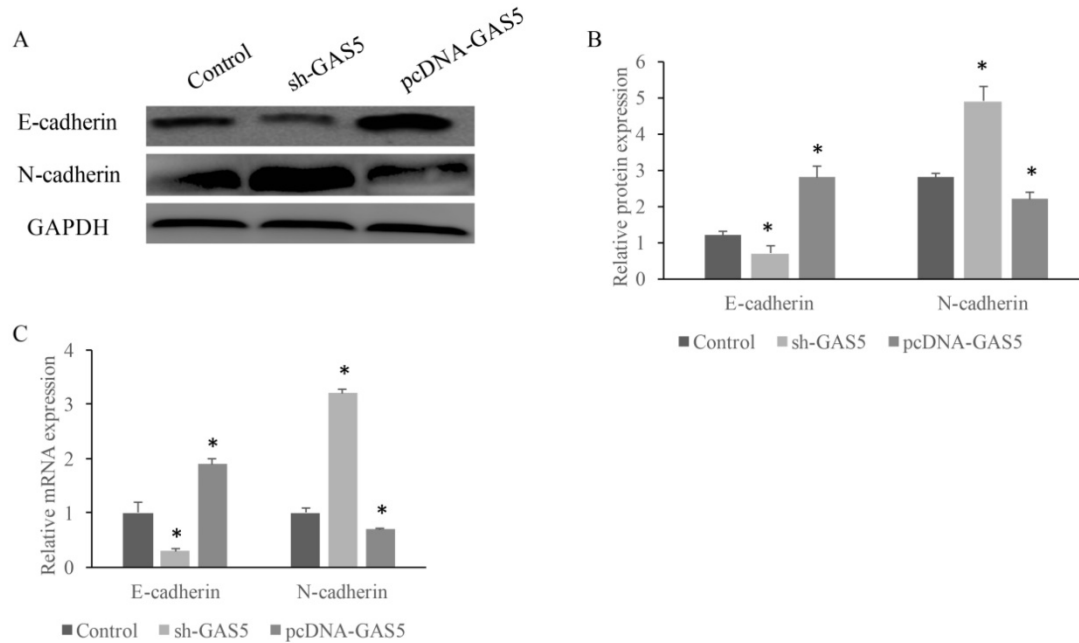 A
Control sh-GAS5 pcDNA-GAS5
E-cadherin
N-cadherin
GAPDH
B
Relative protein expression
6
5
4
3
2
1
0
* * * *
E-cadherin N-cadherin
Control sh-GAS5 pcDNA-GAS5
C
Relative mRNA expression
4
3
2
1
0
* * * *
E-cadherin N-cadherin
Control sh-GAS5 pcDNA-GAS5